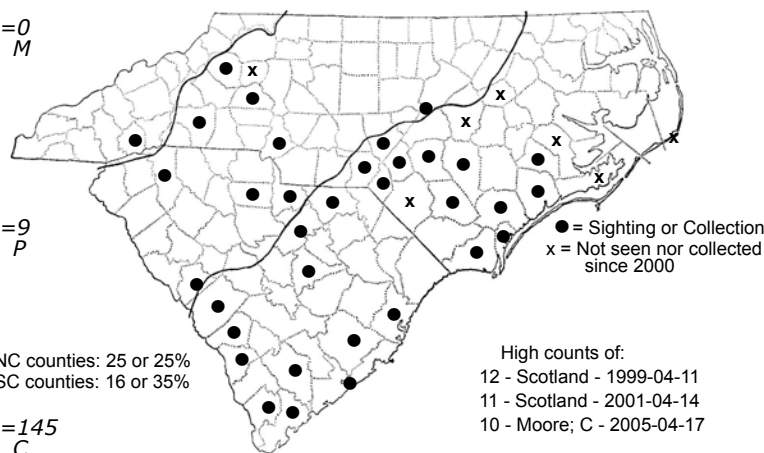 =0
M
=9
P
=145
C
● = Sighting or Collection
x = Not seen nor collected
since 2000
NC counties: 25 or 25%
SC counties: 16 or 35%
High counts of:
12 - Scotland - 1999-04-11
11 - Scotland - 2001-04-14
10 - Moore; C - 2005-04-17
x
x
x
x
x
x
x